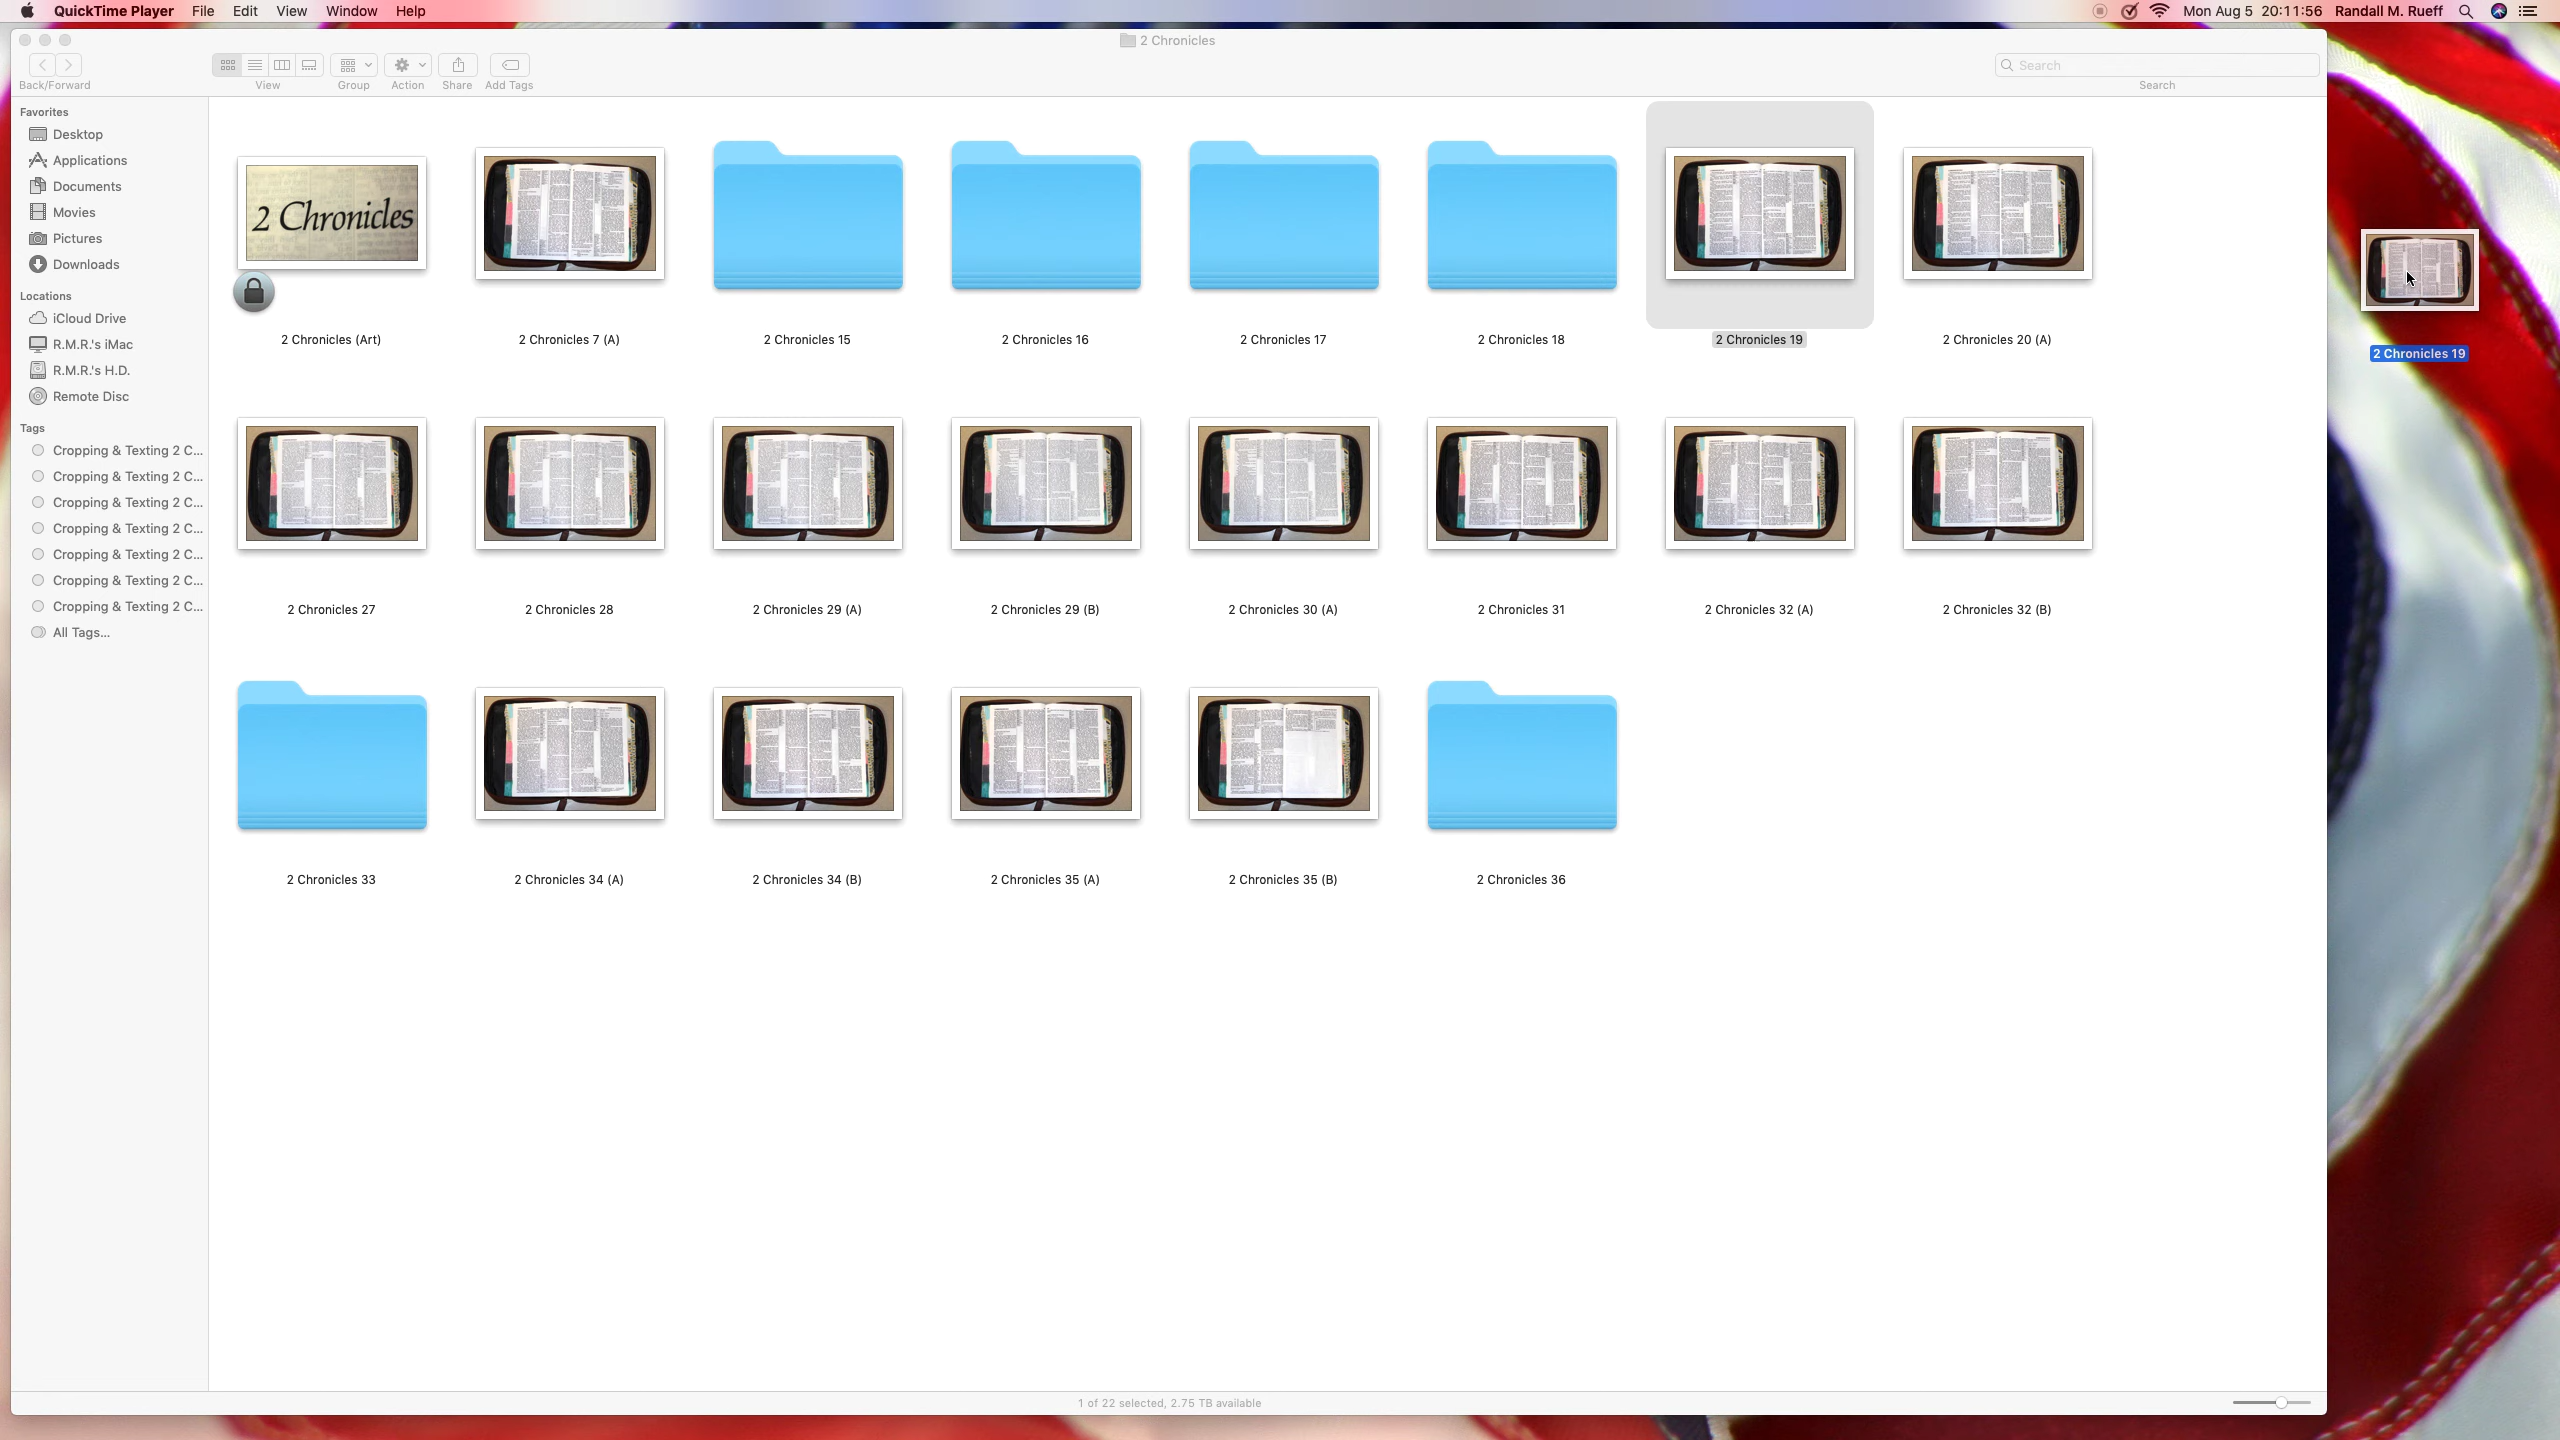 QuickTime Player File Edit View Window Help Mon Aug 5 20:11:56 Randall M. Rueff
2 Chronicles
Search
Back/Forward View Group Action Share Add Tags Search
Favorites
Desktop
Applications
Documents
Movies
Pictures
Downloads
Locations
iCloud Drive
R.M.R.'s iMac
R.M.R.'s H.D.
Remote Disc
Tags
Cropping & Texting 2 C...
Cropping & Texting 2 C...
Cropping & Texting 2 C...
Cropping & Texting 2 C...
Cropping & Texting 2 C...
Cropping & Texting 2 C...
Cropping & Texting 2 C...
All Tags...
2 Chronicles
2 Chronicles (Art) 2 Chronicles 7 (A) 2 Chronicles 15 2 Chronicles 16 2 Chronicles 17 2 Chronicles 18 2 Chronicles 19 2 Chronicles 20 (A)
2 Chronicles 19
2 Chronicles 27 2 Chronicles 28 2 Chronicles 29 (A) 2 Chronicles 29 (B) 2 Chronicles 30 (A) 2 Chronicles 31 2 Chronicles 32 (A) 2 Chronicles 32 (B)
2 Chronicles 33 2 Chronicles 34 (A) 2 Chronicles 34 (B) 2 Chronicles 35 (A) 2 Chronicles 35 (B) 2 Chronicles 36
1 of 22 selected, 2.75 TB available